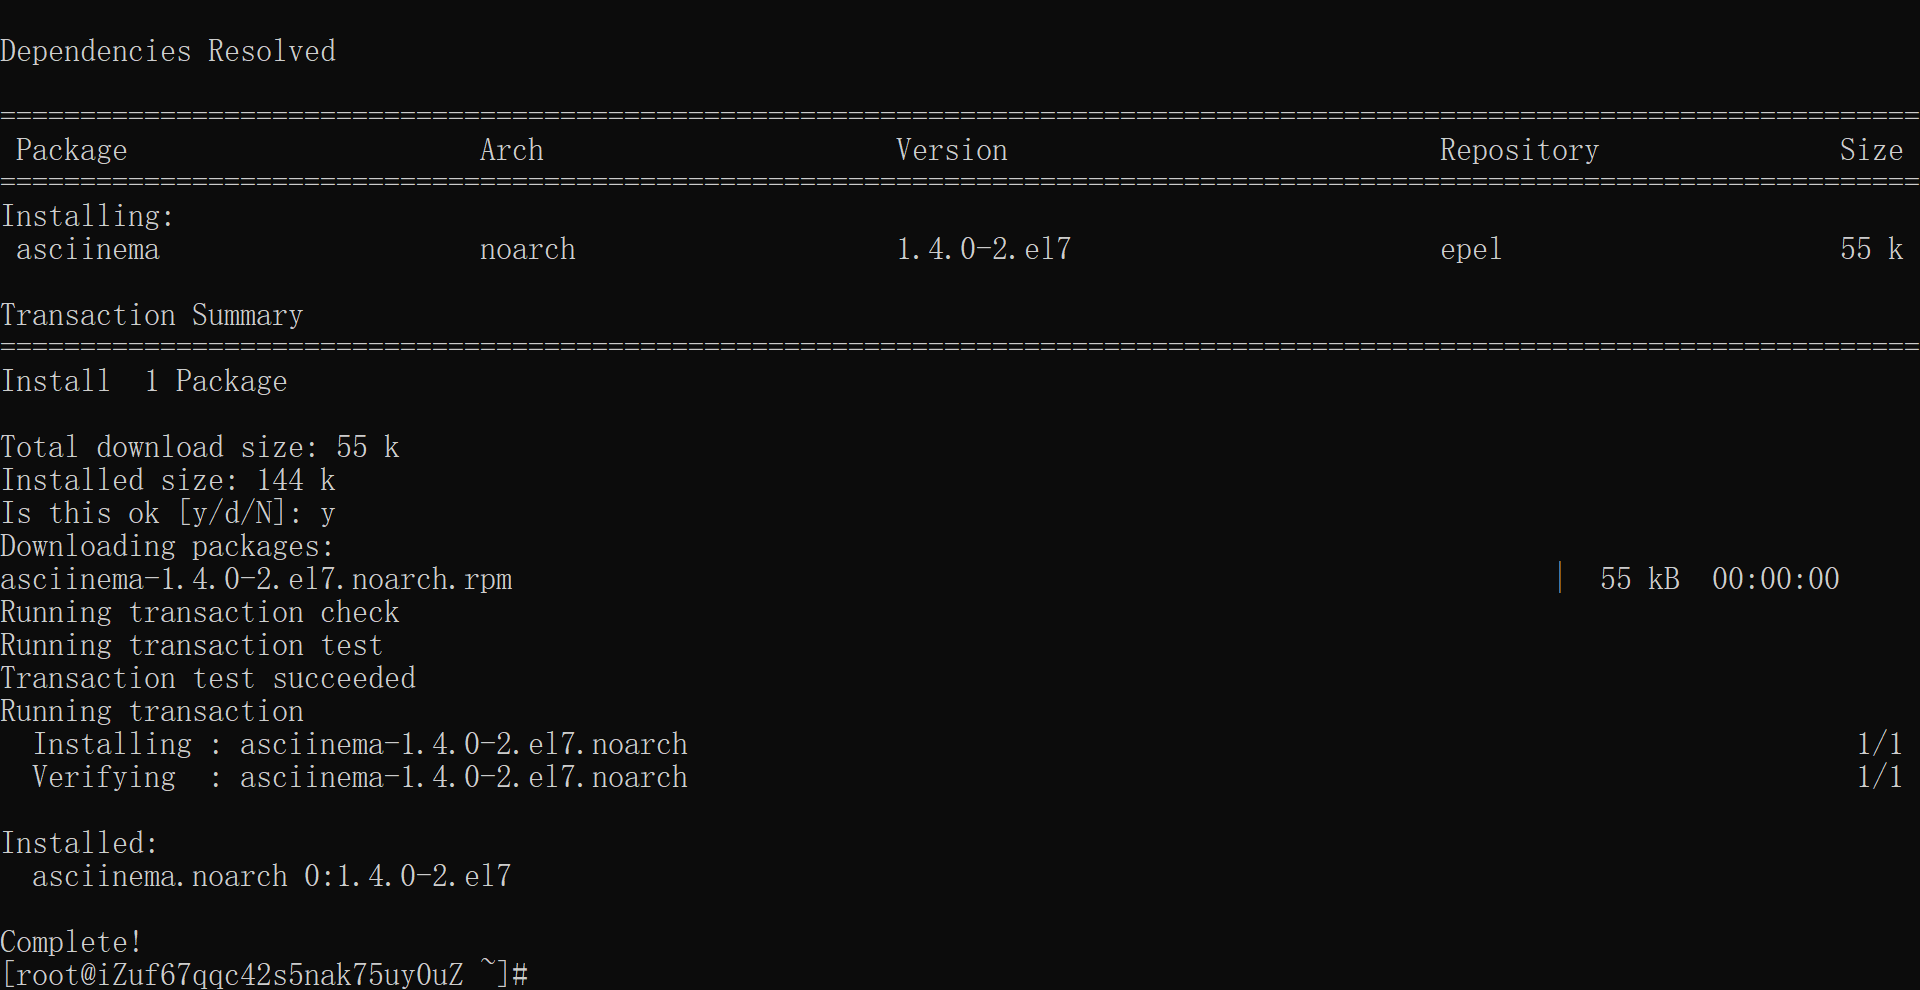 Dependencies Resolved
========================================================================================================================
 Package                      Arch                      Version                           Repository               Size
========================================================================================================================
Installing:
 asciinema                    noarch                    1.4.0-2.el7                       epel                     55 k
Transaction Summary
========================================================================================================================
Install  1 Package
Total download size: 55 k
Installed size: 144 k
Is this ok [y/d/N]: y
Downloading packages:
asciinema-1.4.0-2.el7.noarch.rpm                                                                 |  55 kB  00:00:00
Running transaction check
Running transaction test
Transaction test succeeded
Running transaction
  Installing : asciinema-1.4.0-2.el7.noarch                                                                         1/1
  Verifying  : asciinema-1.4.0-2.el7.noarch                                                                         1/1
Installed:
  asciinema.noarch 0:1.4.0-2.el7
Complete!
[root@iZuf67qqc42s5nak75uy0uZ ~]#